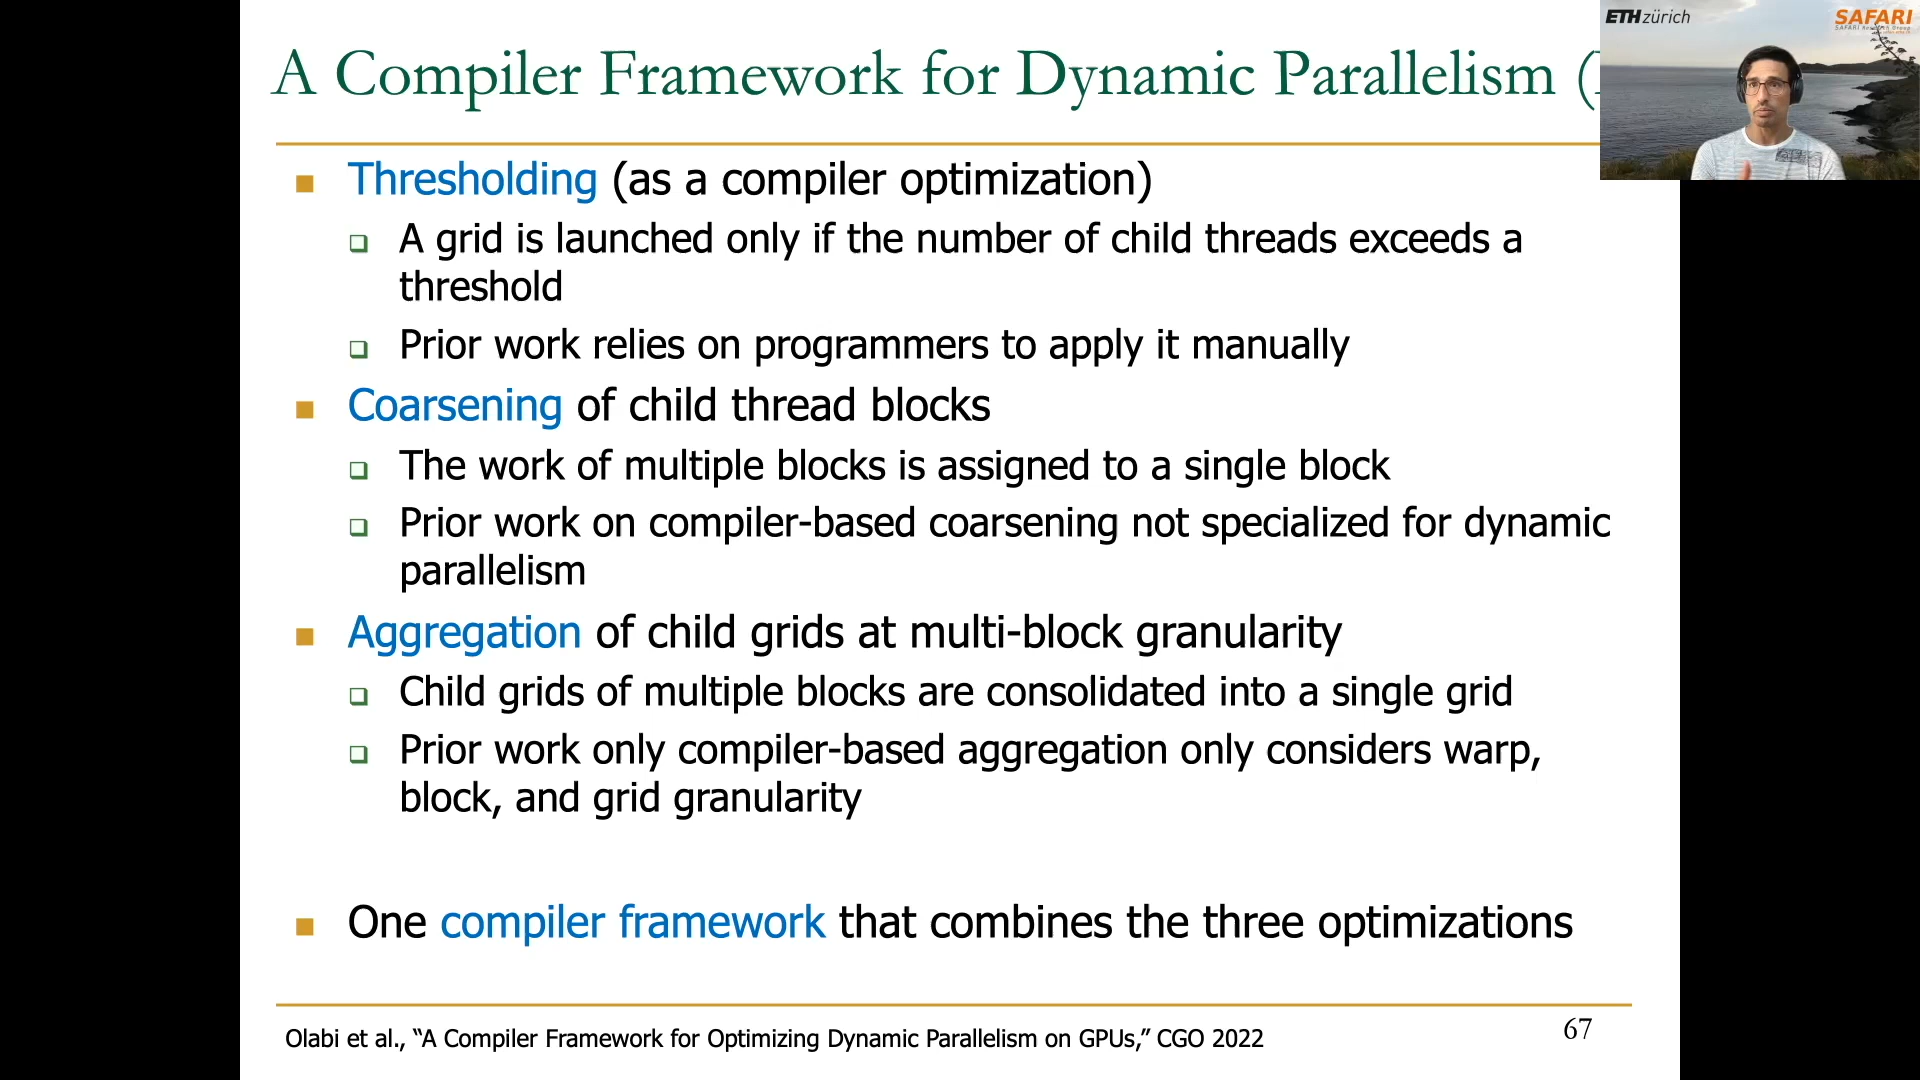 A Compiler Framework for Dynamic Parallelism (
ETH zürich
SAFARI
Thresholding (as a compiler optimization)
A grid is launched only if the number of child threads exceeds a
threshold
Prior work relies on programmers to apply it manually
Coarsening of child thread blocks
The work of multiple blocks is assigned to a single block
Prior work on compiler-based coarsening not specialized for dynamic
parallelism
Aggregation of child grids at multi-block granularity
Child grids of multiple blocks are consolidated into a single grid
Prior work only compiler-based aggregation only considers warp,
block, and grid granularity
One compiler framework that combines the three optimizations
Olabi et al., “A Compiler Framework for Optimizing Dynamic Parallelism on GPUs,” CGO 2022
67